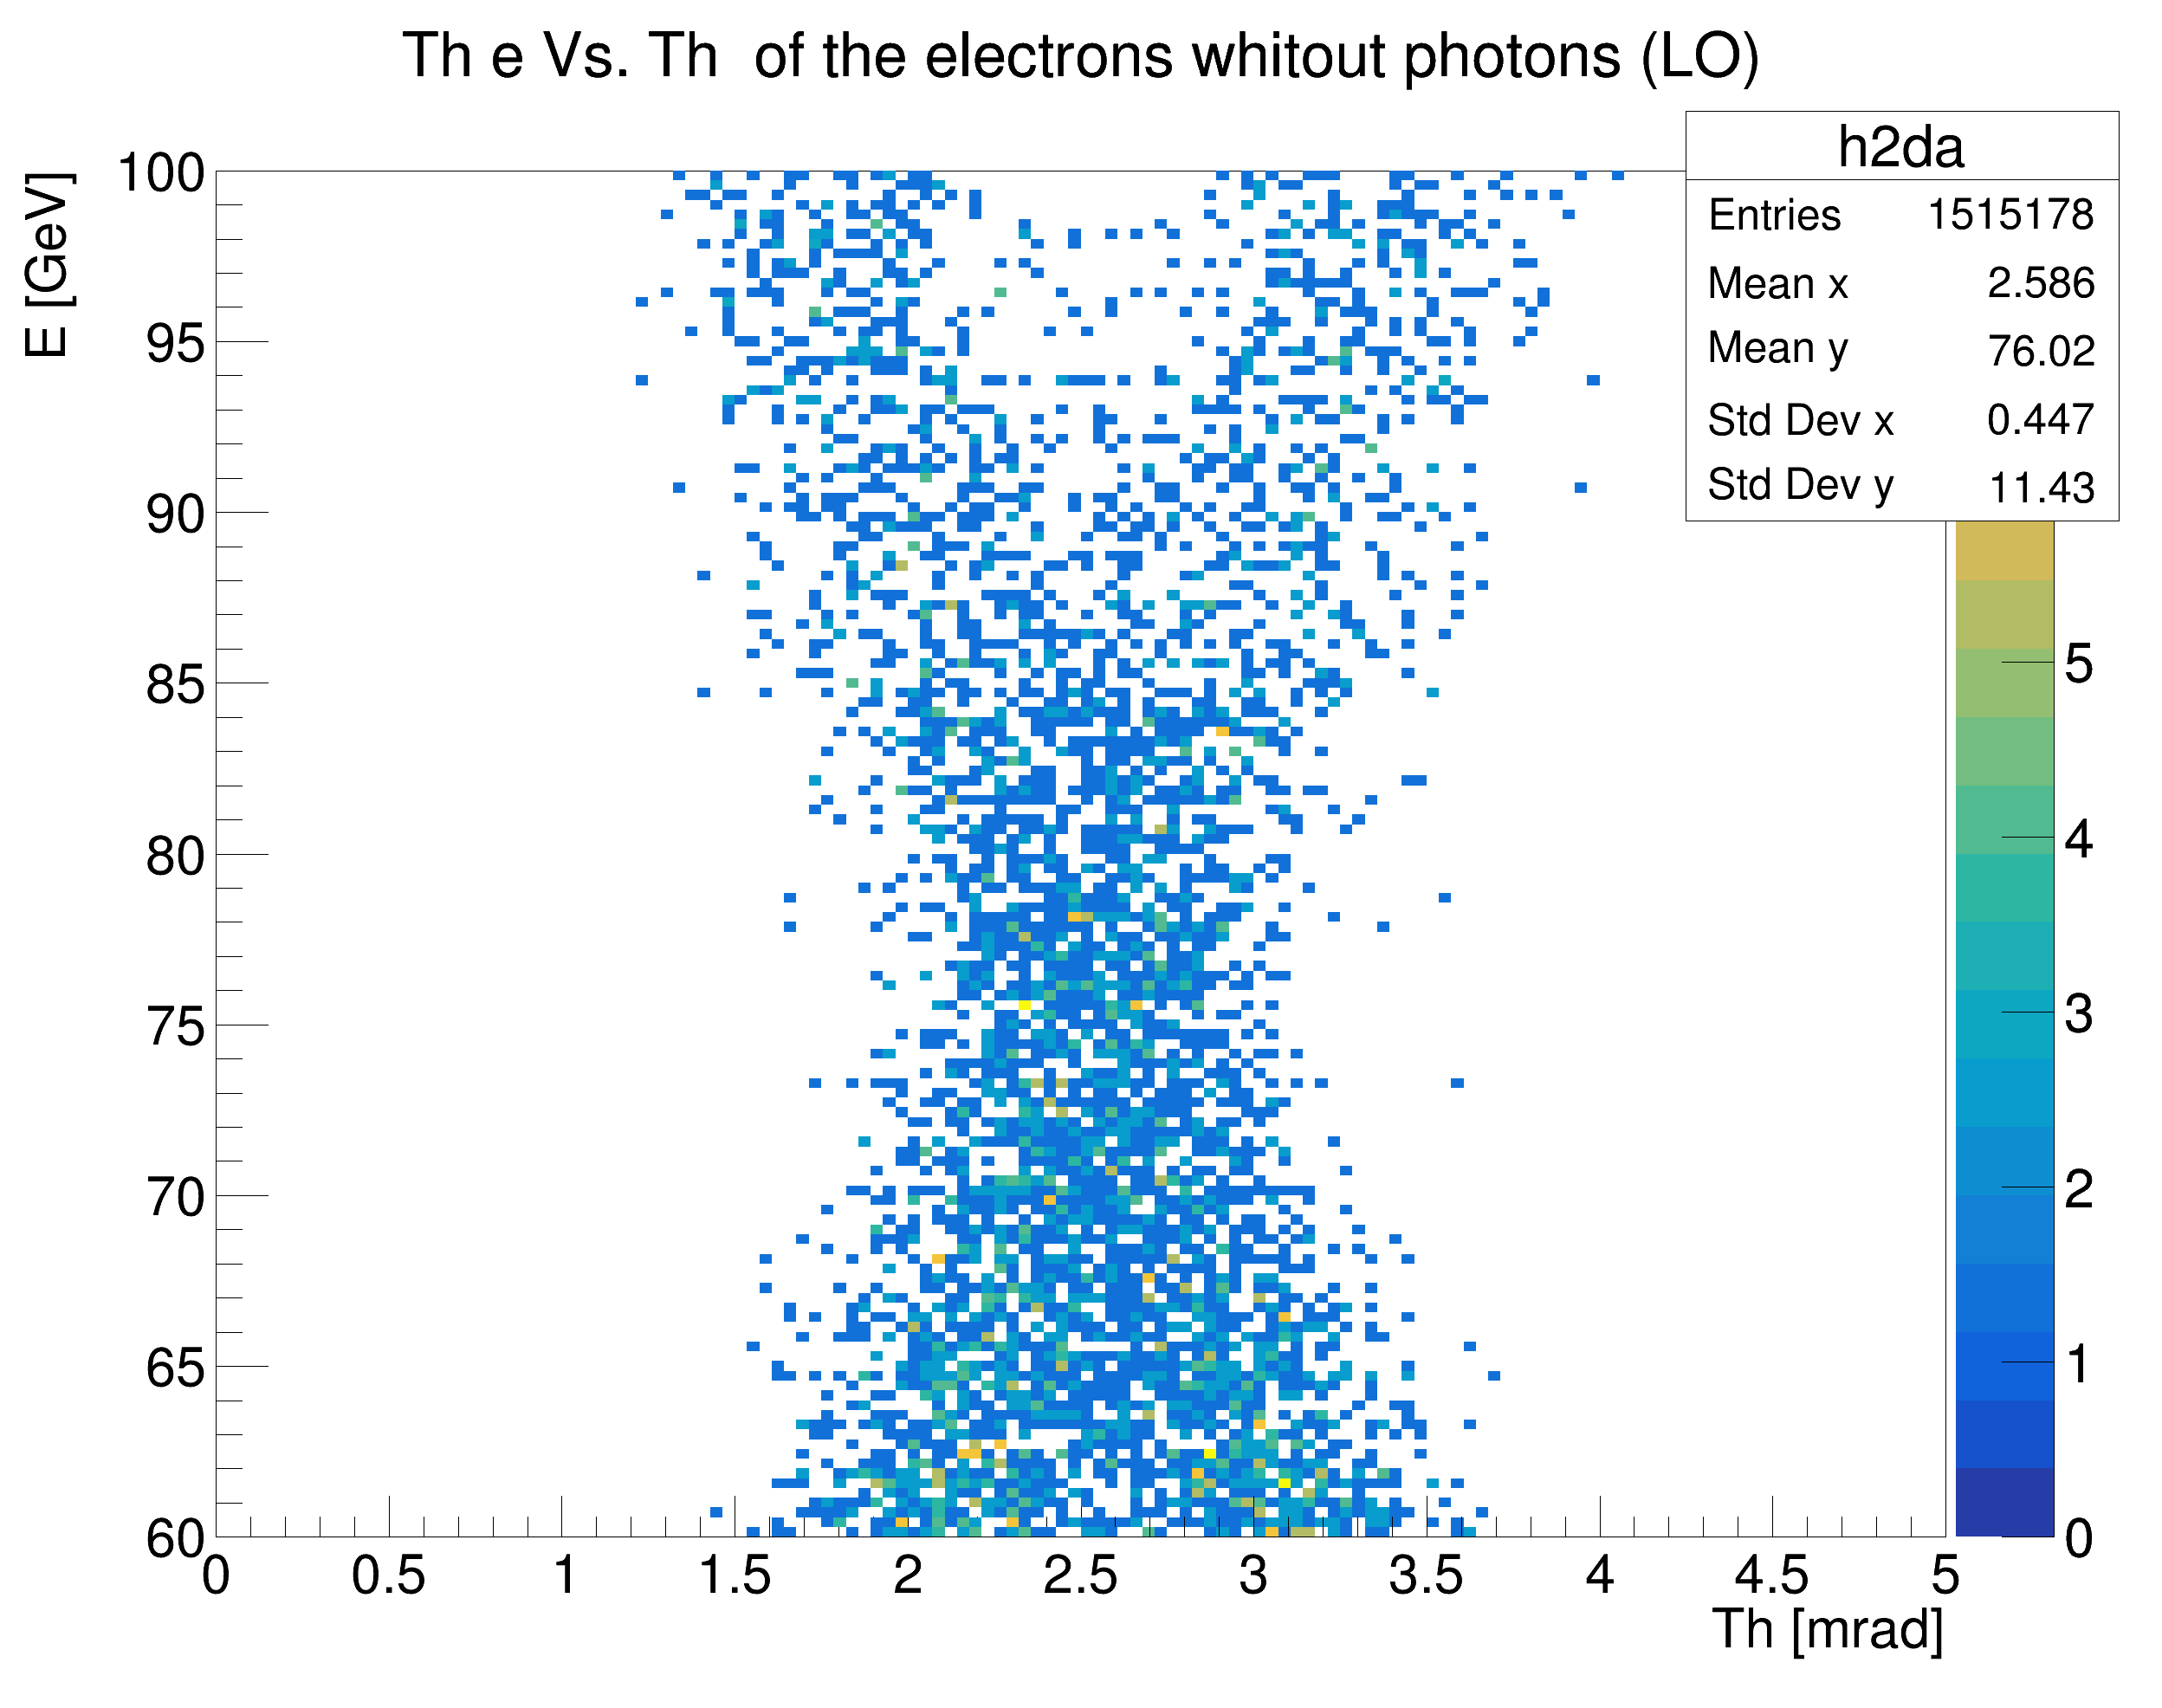 Th e Vs. Th  of the electrons whitout photons (LO)
h2da
Entries 1515178
Mean x 2.586
Mean y 76.02
Std Dev x 0.447
Std Dev y 11.43
E [GeV]
100
95
90
85
80
75
70
65
60
5
4
3
2
1
0
0 0.5 1 1.5 2 2.5 3 3.5 4 4.5 5
Th [mrad]